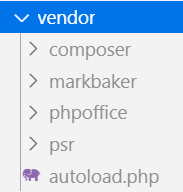 vendor
composer
markbaker
phpoffice
psr
autoload.php